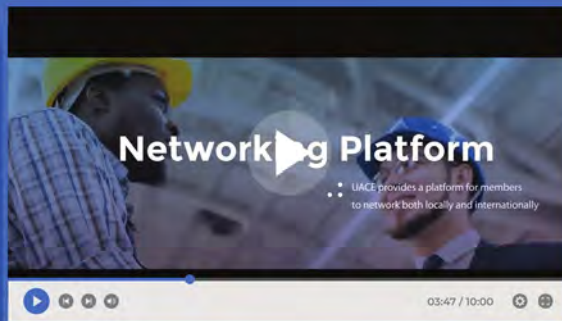 Networking Platform
UACE provides a platform for members
to network both locally and internationally
03:47 / 10:00